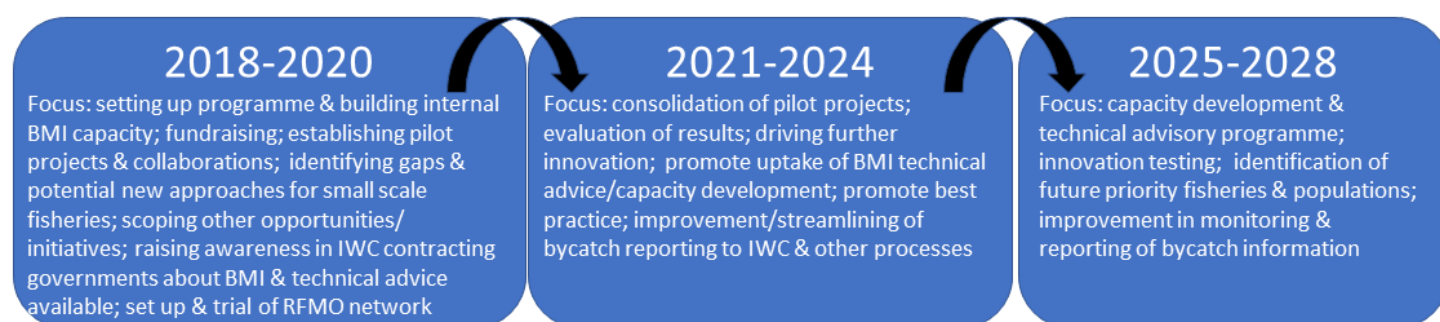 2018-2020
Focus: setting up programme & building internal
BMI capacity; fundraising; establishing pilot
projects & collaborations; identifying gaps &
potential new approaches for small scale
fisheries; scoping other opportunities/
initiatives; raising awareness in IWC contracting
governments about BMI & technical advice
available; set up & trial of RFMO network
2021-2024
Focus: consolidation of pilot projects;
evaluation of results; driving further
innovation; promote uptake of BMI technical
advice/capacity development; promote best
practice; improvement/streamlining of
bycatch reporting to IWC & other processes
2025-2028
Focus: capacity development &
technical advisory programme;
innovation testing; identification of
future priority fisheries & populations;
improvement in monitoring &
reporting of bycatch information